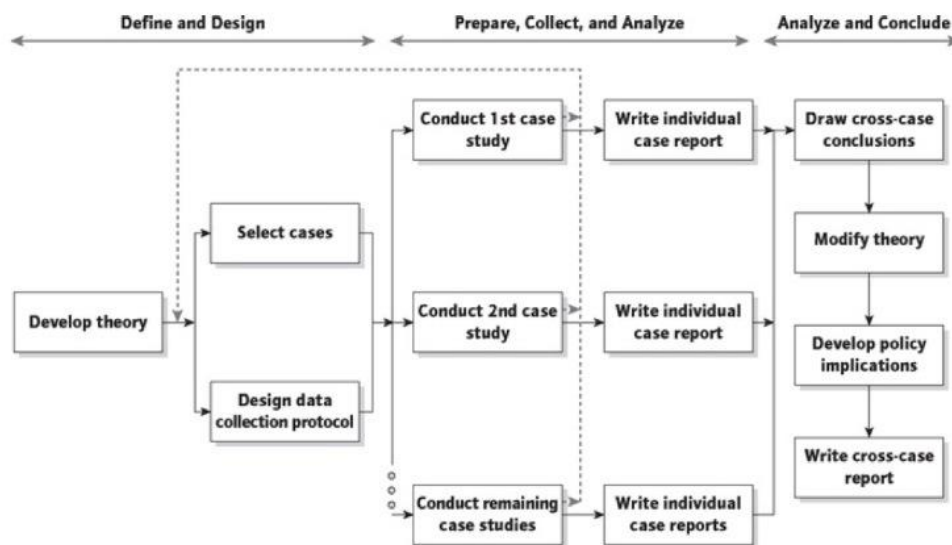 Define and Design
Prepare, Collect, and Analyze
Analyze and Conclude
Conduct 1st case
study
Write individual
case report
Draw cross-case
conclusions
Select cases
Modify theory
Develop theory
Conduct 2nd case
study
Write individual
case report
Develop policy
implications
Design data
collection protocol
Write cross-case
report
Conduct remaining
case studies
Write individual
case reports